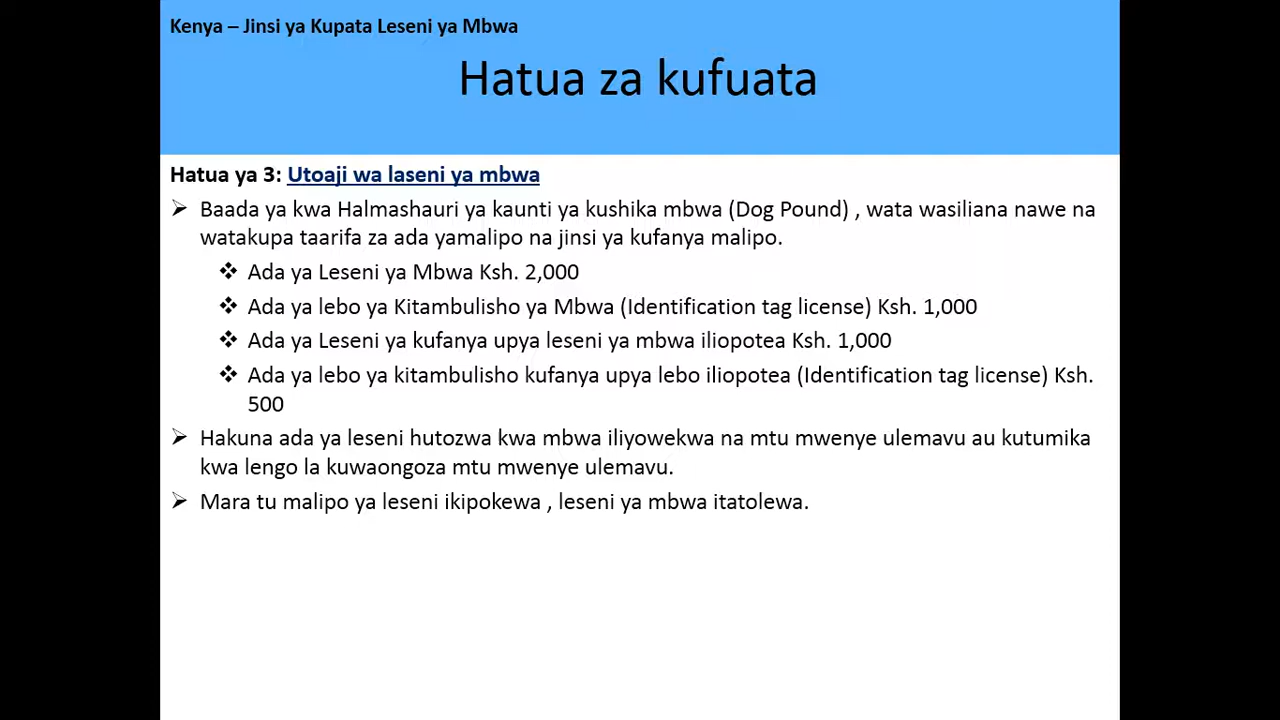 Kenya – Jinsi ya Kupata Leseni ya Mbwa
Hatua za kufuata
Hatua ya 3: Utoaji wa laseni ya mbwa
➢ Baada ya kwa Halmashauri ya kaunti ya kushika mbwa (Dog Pound) , wata wasiliana nawe na
watakupa taarifa za ada yamalipo na jinsi ya kufanya malipo.
❖ Ada ya Leseni ya Mbwa Ksh. 2,000
❖ Ada ya lebo ya Kitambulisho ya Mbwa (Identification tag license) Ksh. 1,000
❖ Ada ya Leseni ya kufanya upya leseni ya mbwa iliopotea Ksh. 1,000
❖ Ada ya lebo ya kitambulisho kufanya upya lebo iliopotea (Identification tag license) Ksh.
500
➢ Hakuna ada ya leseni hutozwa kwa mbwa iliyowekwa na mtu mwenye ulemavu au kutumika
kwa lengo la kuwaongoza mtu mwenye ulemavu.
➢ Mara tu malipo ya leseni ikipokewa , leseni ya mbwa itatolewa.